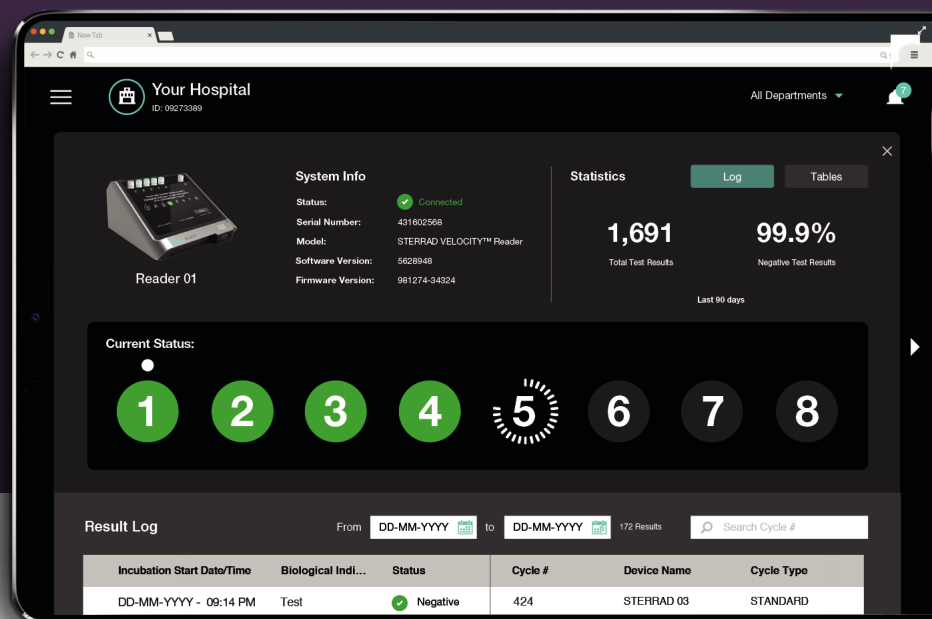 New Tab
Your Hospital
ID: 09273389
All Departments
7
System Info
Status: Connected
Serial Number: 431602568
Model: STERRAD VELOCITY™ Reader
Software Version: 5628948
Firmware Version: 981274-34324
Reader 01
Statistics
Log
Tables
1,691
Total Test Results
99.9%
Negative Test Results
Last 90 days
Current Status:
1 2 3 4 5 6 7 8
Result Log
From DD-MM-YYYY to DD-MM-YYYY 172 Results
Search Cycle #
Incubation Start Date/Time Biological Indi... Status Cycle # Device Name Cycle Type
DD-MM-YYYY - 09:14 PM Test Negative 424 STERRAD 03 STANDARD